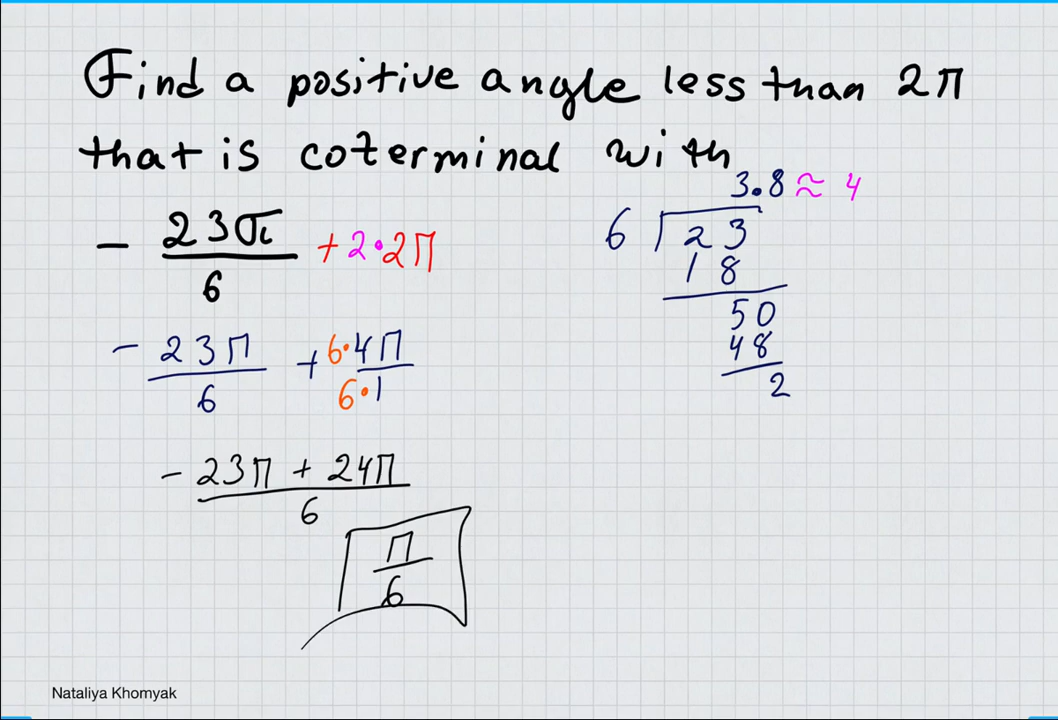 Find a positive angle less than 2π
that is coterminal with
- 23π/6 + 2•2π
- 23π/6 + 6•4π/6•1
- 23π + 24π/6
π/6
3.8 ≈ 4
6 √23
18
50
48
2
Nataliya Khomyak